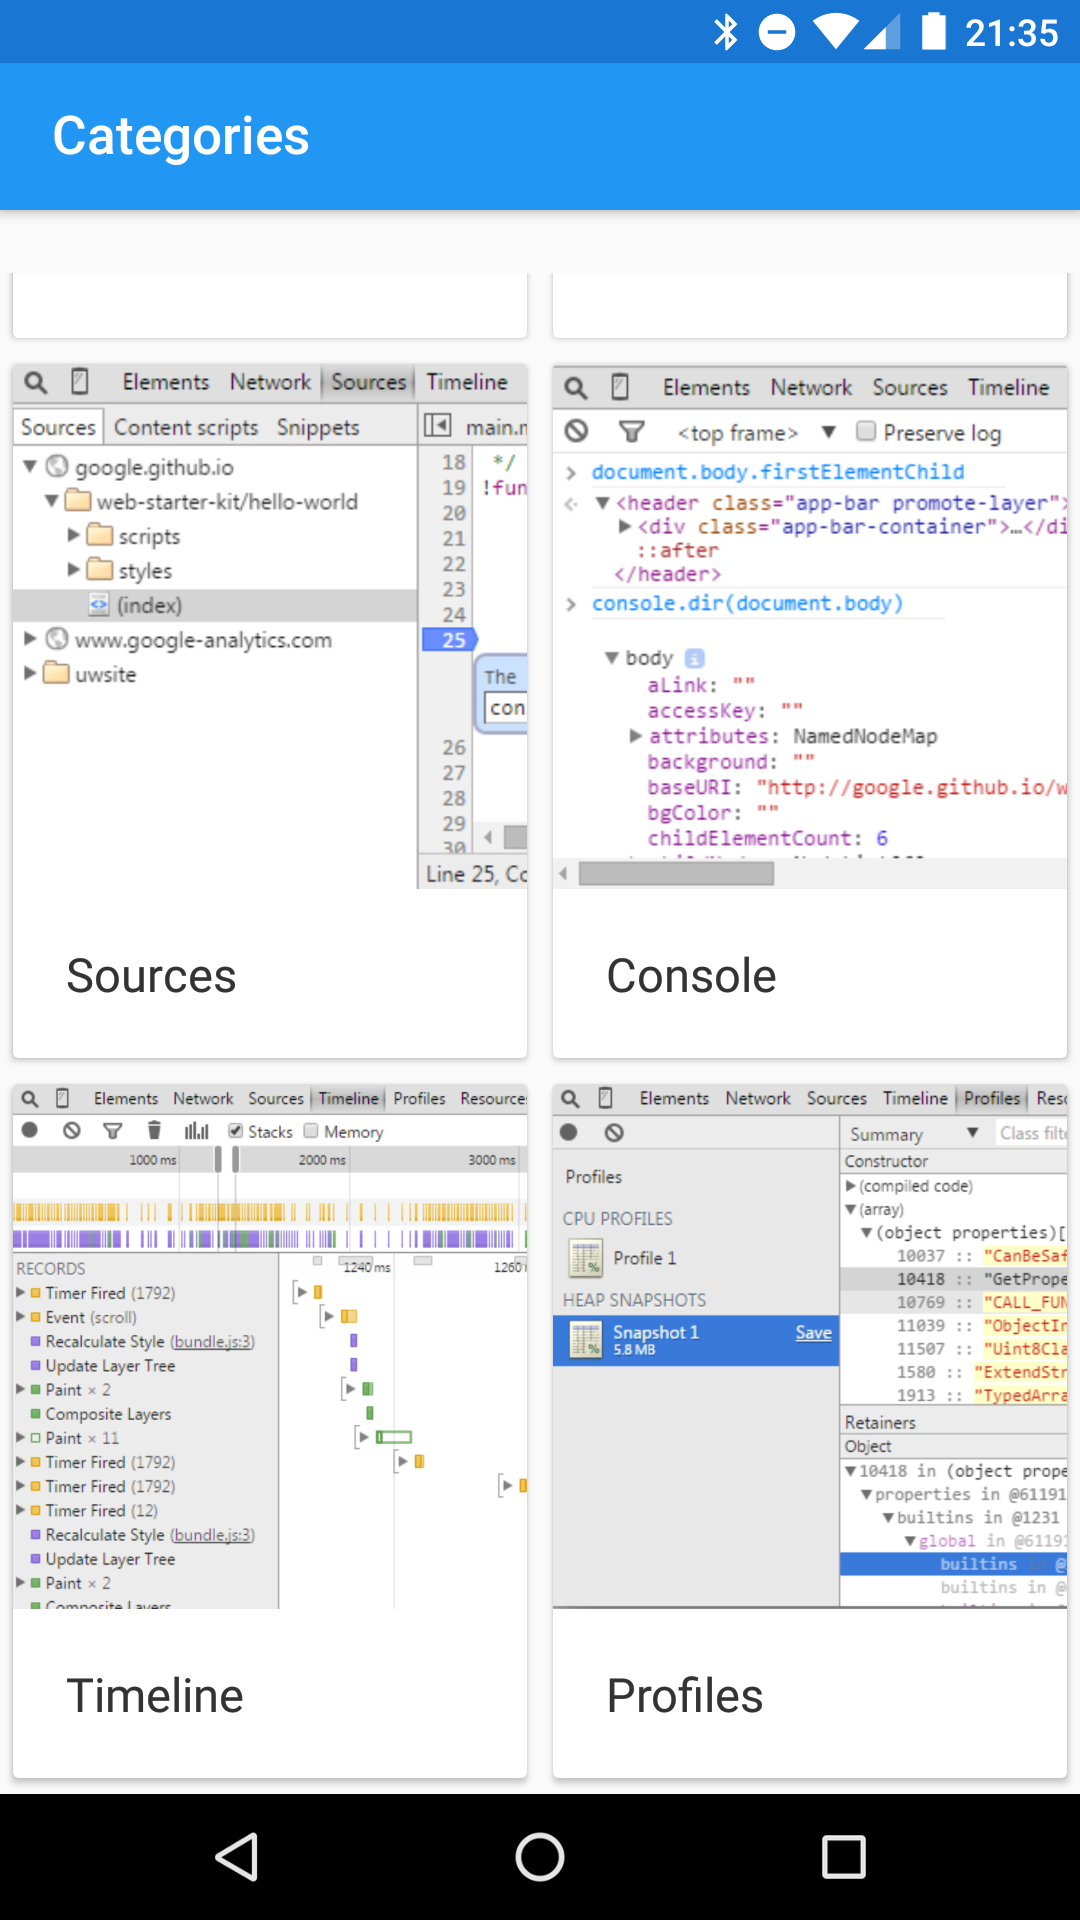 21:35
Categories
Elements Network Sources Timeline
Sources Content scripts Snippets main.
google.github.io
web-starter-kit/hello-world
scripts
styles
(index)
www.google-analytics.com
uwsite
18 */
19 !fun
20
21
22
23
24
25
The
con
26
27
28
29
30
Line 25, Co
Sources
Elements Network Sources Timeline
<top frame> Preserve log
document.body.firstElementChild
<header class="app-bar promote-layer">
<div class="app-bar-container">…</di
::after
</header>
console.dir(document.body)
body i
aLink: ""
accessKey: ""
attributes: NamedNodeMap
background: ""
baseURI: "http://google.github.io/w
bgColor: ""
childElementCount: 6
Console
Elements Network Sources Timeline Profiles Resource
Stacks Memory
1000 ms 2000 ms 3000 ms
RECORDS 1240 ms 1260
Timer Fired (1792)
Event (scroll)
Recalculate Style (bundle.js:3)
Update Layer Tree
Paint × 2
Composite Layers
Paint × 11
Timer Fired (1792)
Timer Fired (1792)
Timer Fired (12)
Recalculate Style (bundle.js:3)
Update Layer Tree
Paint × 2
Composite Layers
Timeline
Elements Network Sources Timeline Profiles Reso
Summary Class filt
Profiles
CPU PROFILES
Profile 1
HEAP SNAPSHOTS
Snapshot 1 Save
5.8 MB
Constructor
(compiled code)
(array)
(object properties)[
10037 :: "CanBeSaf
10418 :: "GetPrope
10769 :: "CALL_FUN
11039 :: "ObjectIn
11507 :: "Uint8Cla
1580 :: "ExtendStr
1913 :: "TypedArra
Retainers
Object
10418 in (object prope
properties in @61191
builtins in @1231
global in @6119
builtins in @
builtins in @
Profiles